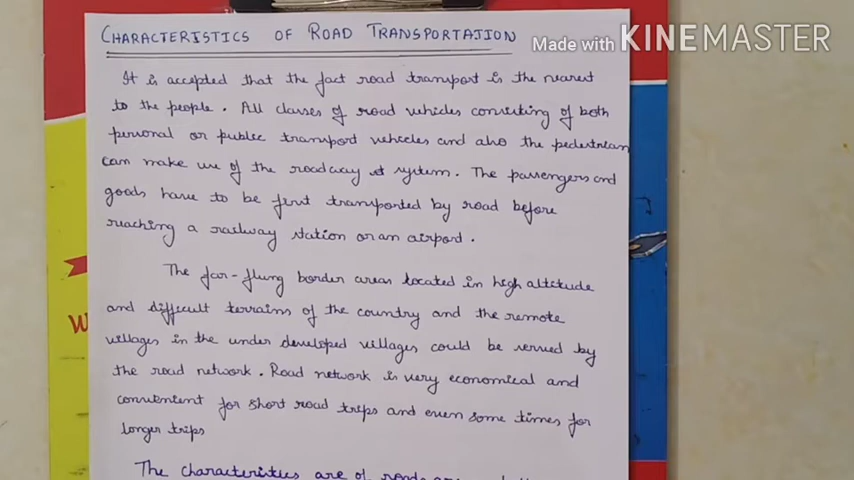 CHARACTERISTICS OF ROAD TRANSPORTATION
Made with KINEMASTER
It is accepted that the fact road transport is the nearest
to the people. All classes of road vehicles consisting of both
personal or public transport vehicles and also the pedestrian
can make use of the roadway system. The passengers and
goods have to be first transported by road before
reaching a railway station or an airport.
The far-flung border areas located in high altitude
and difficult terrains of the country and the remote
villages in the under developed villages could be served by
the road network. Road network is very economical and
convenient for short road trips and even some times for
longer trips
The characteristics are of roads are
W